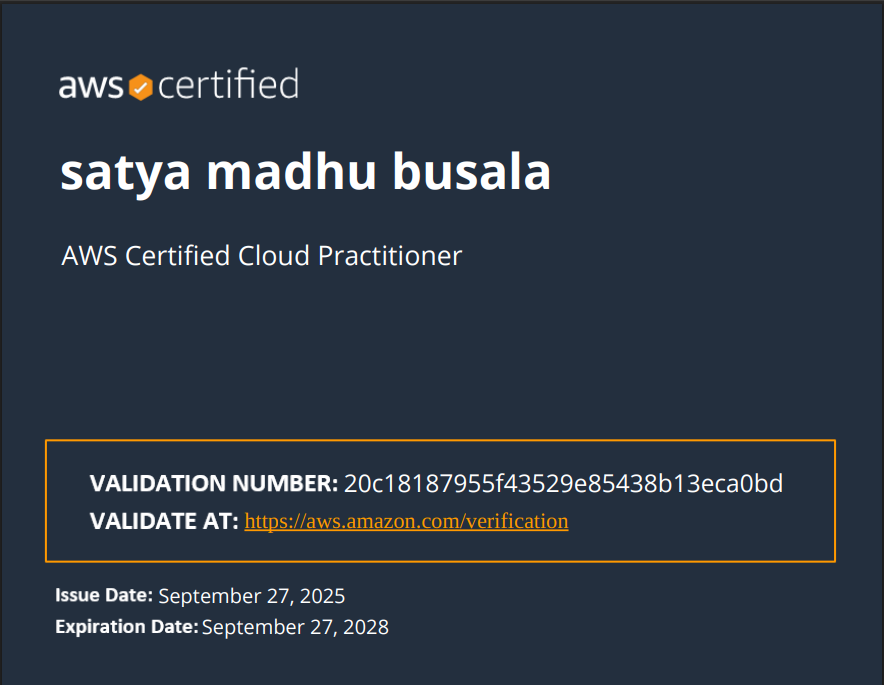 aws certified
satya madhu busala
AWS Certified Cloud Practitioner
VALIDATION NUMBER: 20c18187955f43529e85438b13eca0bd
VALIDATE AT: https://aws.amazon.com/verification
Issue Date: September 27, 2025
Expiration Date: September 27, 2028